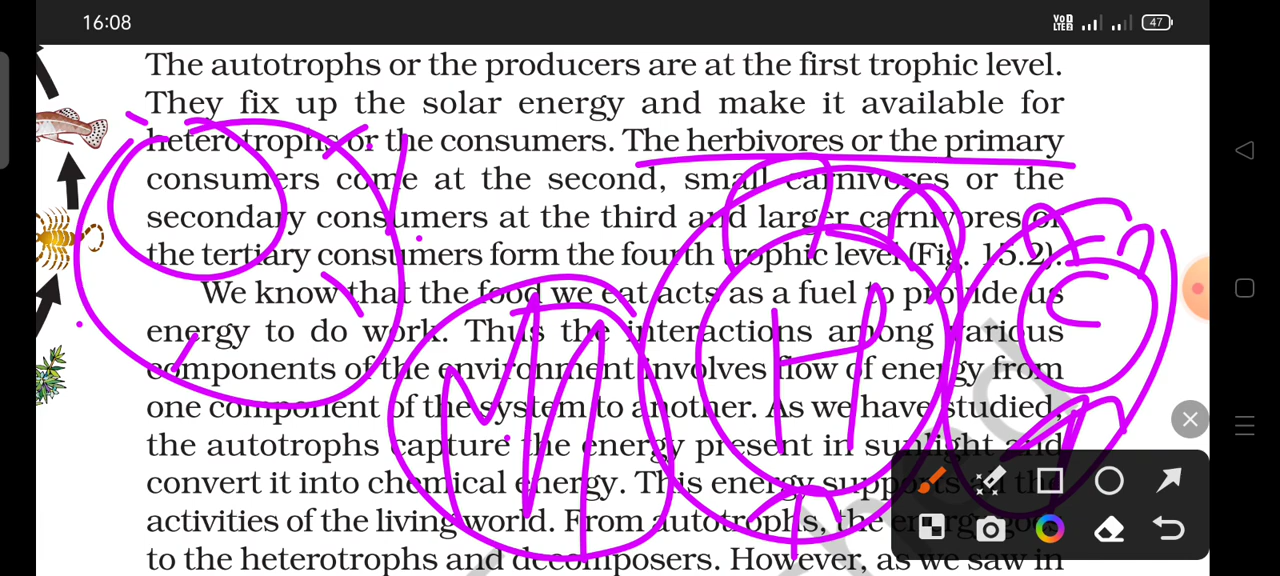 16:08 Vo) LTE2 47
The autotrophs or the producers are at the first trophic level.
They fix up the solar energy and make it available for
heterotrophs or the consumers. The herbivores or the primary
consumers come at the second, small carnivores or the
secondary consumers at the third and larger carnivores or
the tertiary consumers form the fourth trophic level (Fig. 15.2).
We know that the food we eat acts as a fuel to provide us
energy to do work. Thus the interactions among various
components of the environment involves flow of energy from
one component of the system to another. As we have studied,
the autotrophs capture the energy present in sunlight and
convert it into chemical energy. This energy supports all the
activities of the living world. From autotrophs, the energy goes
to the heterotrophs and decomposers. However, as we saw in